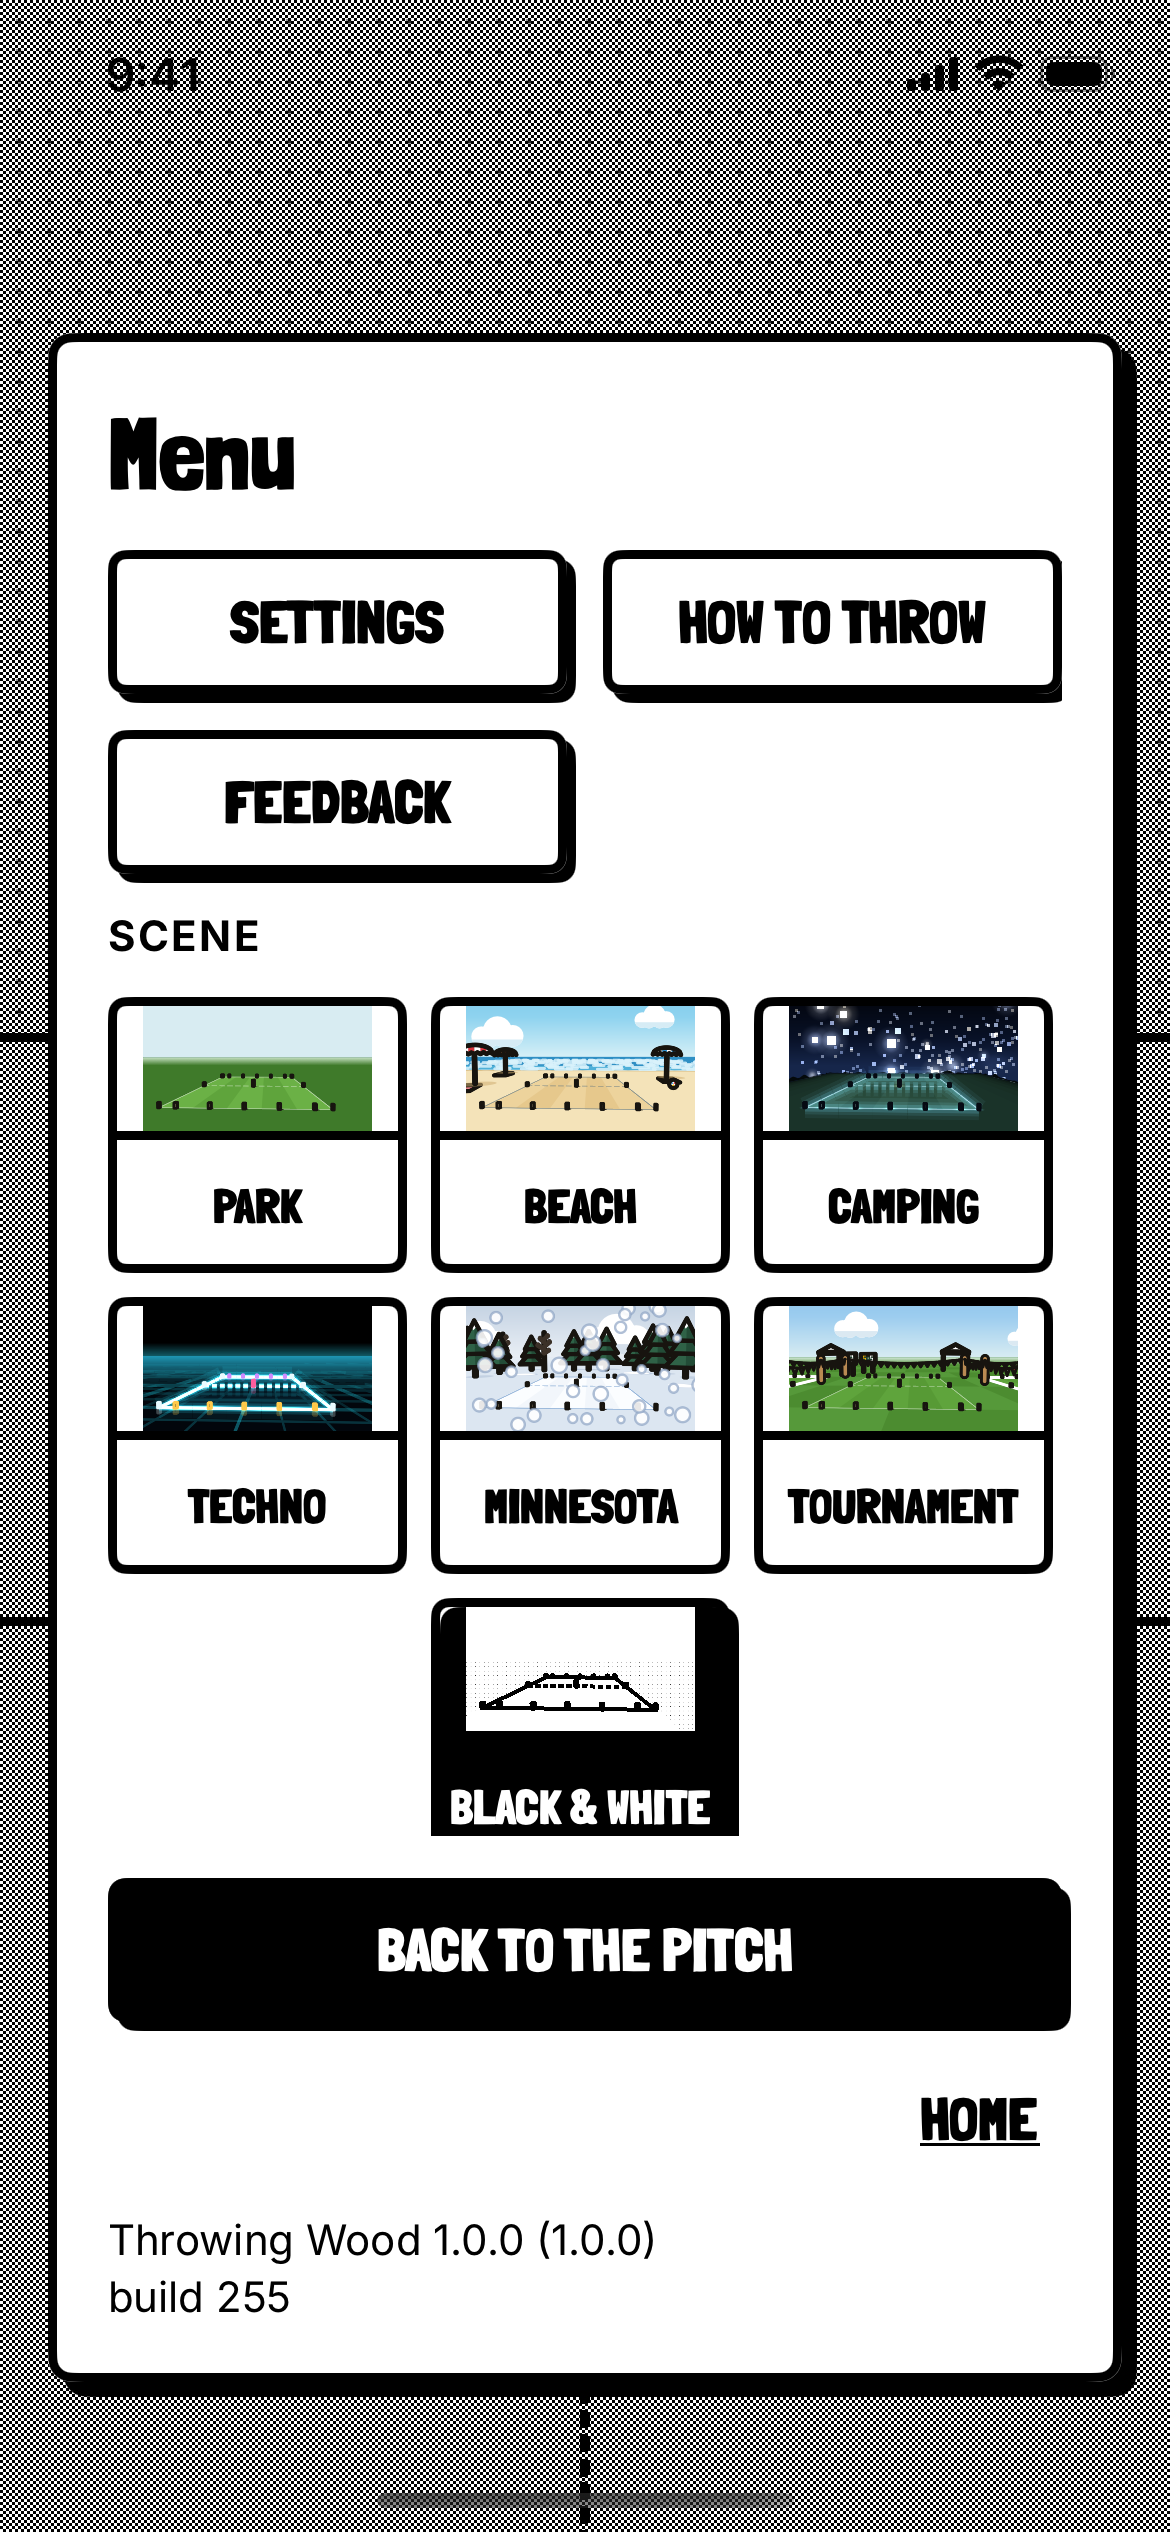 9:41
Menu
SETTINGS
HOW TO THROW
FEEDBACK
SCENE
PARK
BEACH
CAMPING
TECHNO
MINNESOTA
TOURNAMENT
BLACK & WHITE
BACK TO THE PITCH
HOME
Throwing Wood 1.0.0 (1.0.0)
build 255